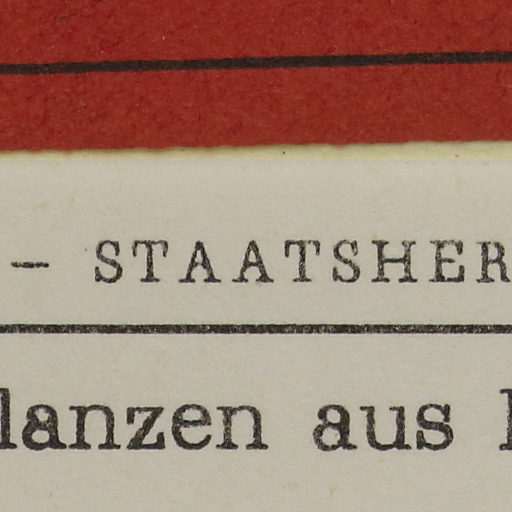 – STAATSHER
lanzen aus